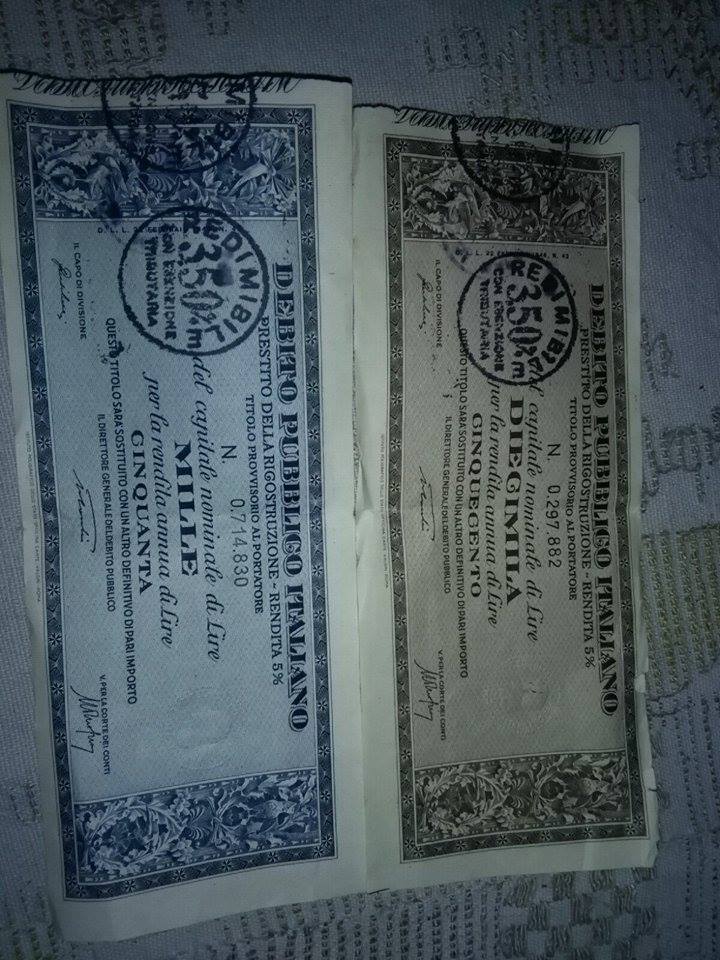 DEBITO PUBBLICO ITALIANO
PRESTITO DELLA RICOSTRUZIONE - RENDITA 5%
TITOLO PROVVISORIO AL PORTATORE
N. 0.714.830
del capitale nominale di Lire
MILLE
per la rendita annua di Lire
CINQUANTA
QUESTO TITOLO SARÀ SOSTITUITO CON UN ALTRO DEFINITIVO DI PARI IMPORTO
IL CAPO DI DIVISIONE
IL DIRETTORE GENERALE DEL DEBITO PUBBLICO
V. PER LA CORTE DEI CONTI
REDIMIBILE
3,50%
CON ESENZIONE
TRIBUTARIA
DEBITO PUBBLICO ITALIANO
PRESTITO DELLA RICOSTRUZIONE - RENDITA 5%
TITOLO PROVVISORIO AL PORTATORE
N. 0.297.882
del capitale nominale di Lire
DIECIMILA
per la rendita annua di Lire
CINQUECENTO
QUESTO TITOLO SARÀ SOSTITUITO CON UN ALTRO DEFINITIVO DI PARI IMPORTO
IL CAPO DI DIVISIONE
IL DIRETTORE GENERALE DEL DEBITO PUBBLICO
V. PER LA CORTE DEI CONTI
REDIMIBILE
3,50%
CON ESENZIONE
TRIBUTARIA